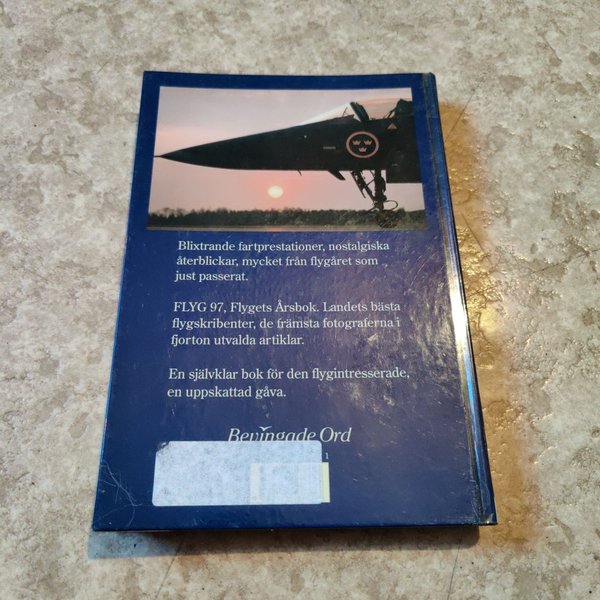 Blixtrande fartprestationer, nostalgiska
återblickar, mycket från flygåret som
just passerat.
FLYG 97, Flygets Årsbok. Landets bästa
flygskribenter, de främsta fotograferna i
fjorton utvalda artiklar.
En självklar bok för den flygintresserade,
en uppskattad gåva.
Bevingade Ord
1